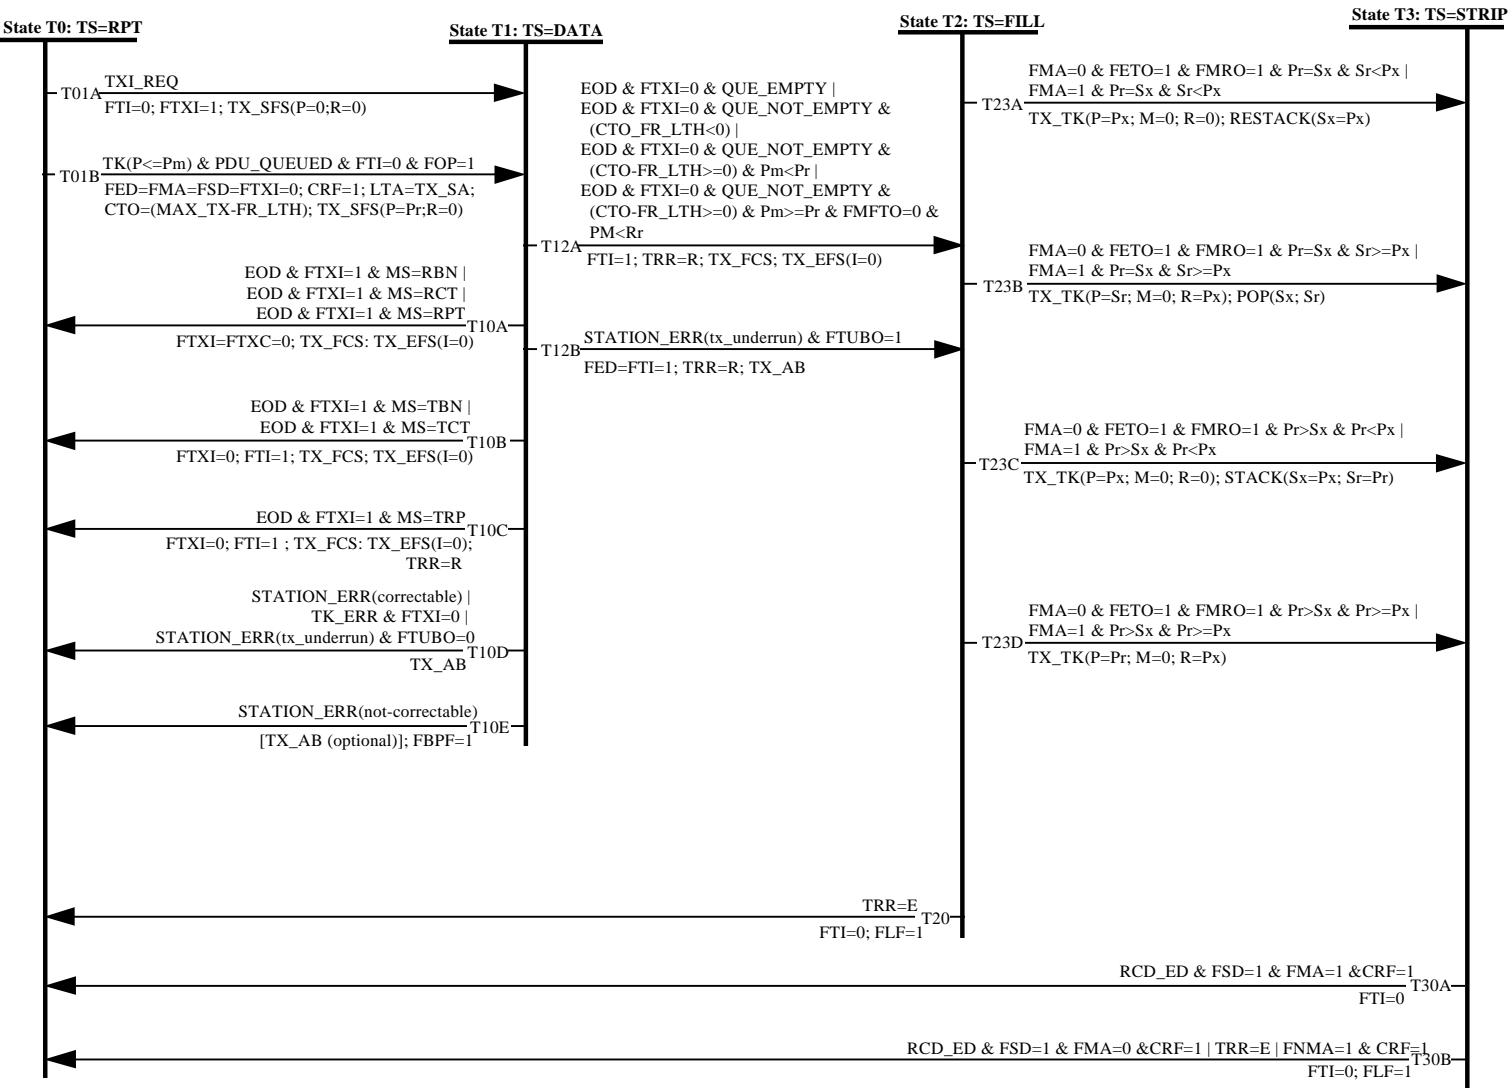 State T0: TS=RPT
State T1: TS=DATA
State T2: TS=FILL
State T3: TS=STRIP
T01A
TXI_REQ
FTI=0; FTXI=1; TX_SFS(P=0;R=0)
T01B
TK(P<=Pm) & PDU_QUEUED & FTI=0 & FOP=1
FED=FMA=FSD=FTXI=0; CRF=1; LTA=TX_SA;
CTO=(MAX_TX-FR_LTH); TX_SFS(P=Pr;R=0)
EOD & FTXI=1 & MS=RBN |
EOD & FTXI=1 & MS=RCT |
EOD & FTXI=1 & MS=RPT
T10A
FTXI=FTXC=0; TX_FCS: TX_EFS(I=0)
EOD & FTXI=1 & MS=TBN |
EOD & FTXI=1 & MS=TCT
T10B
FTXI=0; FTI=1; TX_FCS; TX_EFS(I=0)
EOD & FTXI=1 & MS=TRP
T10C
FTXI=0; FTI=1 ; TX_FCS: TX_EFS(I=0);
TRR=R
STATION_ERR(correctable) |
TK_ERR & FTXI=0 |
STATION_ERR(tx_underrun) & FTUBO=0
T10D
TX_AB
STATION_ERR(not-correctable)
T10E
[TX_AB (optional)]; FBPF=1
EOD & FTXI=0 & QUE_EMPTY |
EOD & FTXI=0 & QUE_NOT_EMPTY &
(CTO_FR_LTH<0) |
EOD & FTXI=0 & QUE_NOT_EMPTY &
(CTO-FR_LTH>=0) & Pm<Pr |
EOD & FTXI=0 & QUE_NOT_EMPTY &
(CTO-FR_LTH>=0) & Pm>=Pr & FMFTO=0 &
PM<Rr
T12A
FTI=1; TRR=R; TX_FCS; TX_EFS(I=0)
STATION_ERR(tx_underrun) & FTUBO=1
T12B
FED=FTI=1; TRR=R; TX_AB
FMA=0 & FETO=1 & FMRO=1 & Pr=Sx & Sr<Px |
FMA=1 & Pr=Sx & Sr<Px
T23A
TX_TK(P=Px; M=0; R=0); RESTACK(Sx=Px)
FMA=0 & FETO=1 & FMRO=1 & Pr=Sx & Sr>=Px |
FMA=1 & Pr=Sx & Sr>=Px
T23B
TX_TK(P=Sr; M=0; R=Px); POP(Sx; Sr)
FMA=0 & FETO=1 & FMRO=1 & Pr>Sx & Pr<Px |
FMA=1 & Pr>Sx & Pr<Px
T23C
TX_TK(P=Px; M=0; R=0); STACK(Sx=Px; Sr=Pr)
FMA=0 & FETO=1 & FMRO=1 & Pr>Sx & Pr>=Px |
FMA=1 & Pr>Sx & Pr>=Px
T23D
TX_TK(P=Pr; M=0; R=Px)
TRR=E
T20
FTI=0; FLF=1
RCD_ED & FSD=1 & FMA=1 &CRF=1
T30A
FTI=0
RCD_ED & FSD=1 & FMA=0 &CRF=1 | TRR=E | FNMA=1 & CRF=1
T30B
FTI=0; FLF=1